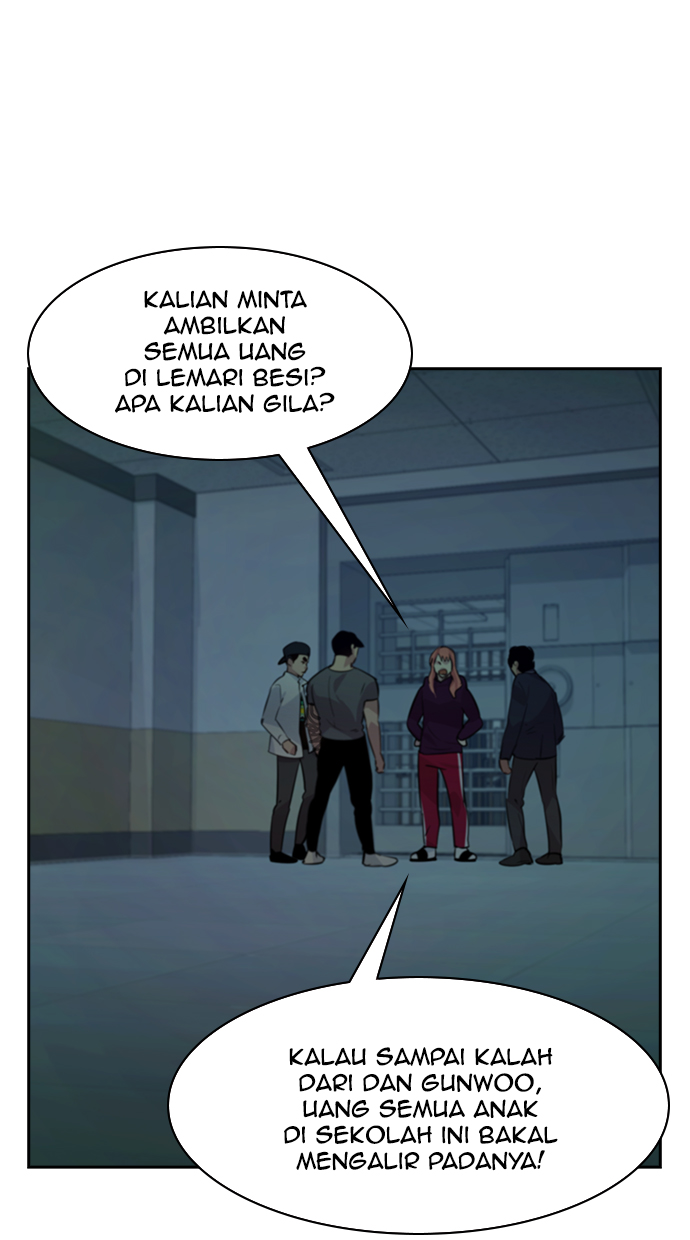 KALIAN MINTA
AMBILKAN
SEMUA UANG
DI LEMARI BESI?
APA KALIAN GILA?
KALAU SAMPAI KALAH
DARI DAN GUNWOO,
UANG SEMUA ANAK
DI SEKOLAH INI BAKAL
MENGALIR PADANYA!